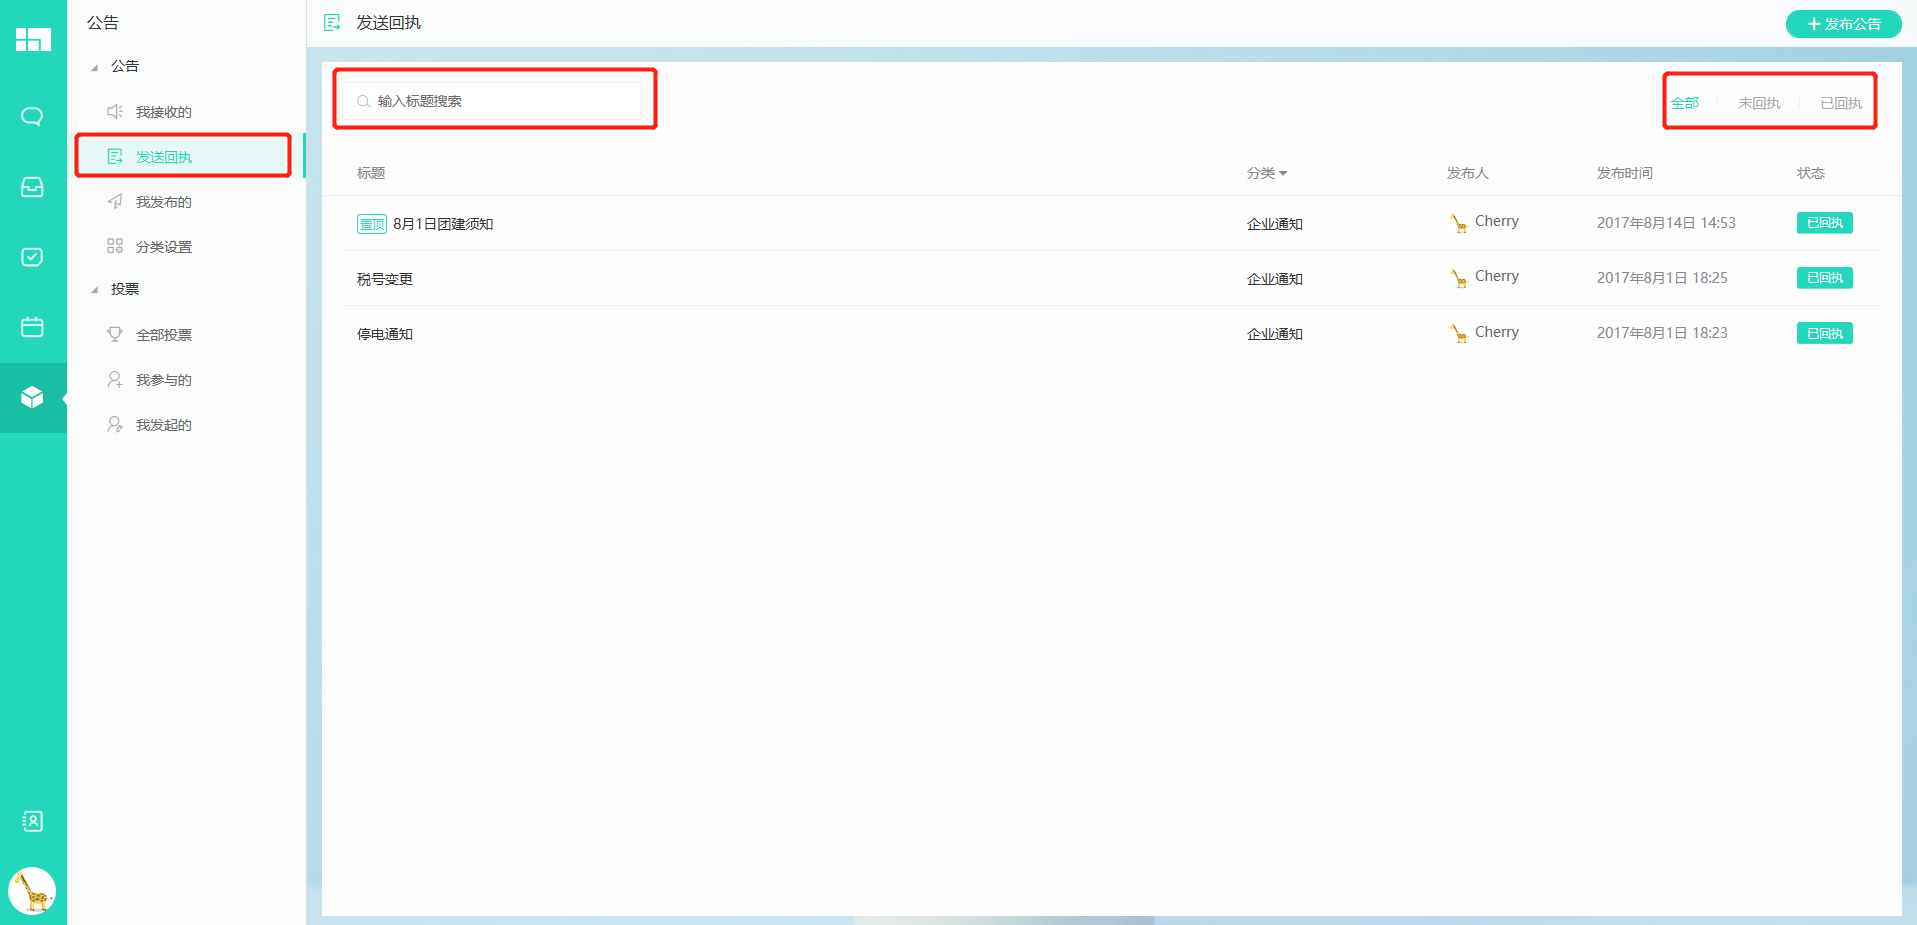 公告
公告
我接收的
发送回执
我发布的
分类设置
投票
全部投票
我参与的
我发起的
发送回执
发布公告
输入标题搜索
全部 未回执 已回执
标题 分类 发布人 发布时间 状态
置顶 8月1日团建须知 企业通知 Cherry 2017年8月14日 14:53 已回执
税号变更 企业通知 Cherry 2017年8月1日 18:25 已回执
停电通知 企业通知 Cherry 2017年8月1日 18:23 已回执